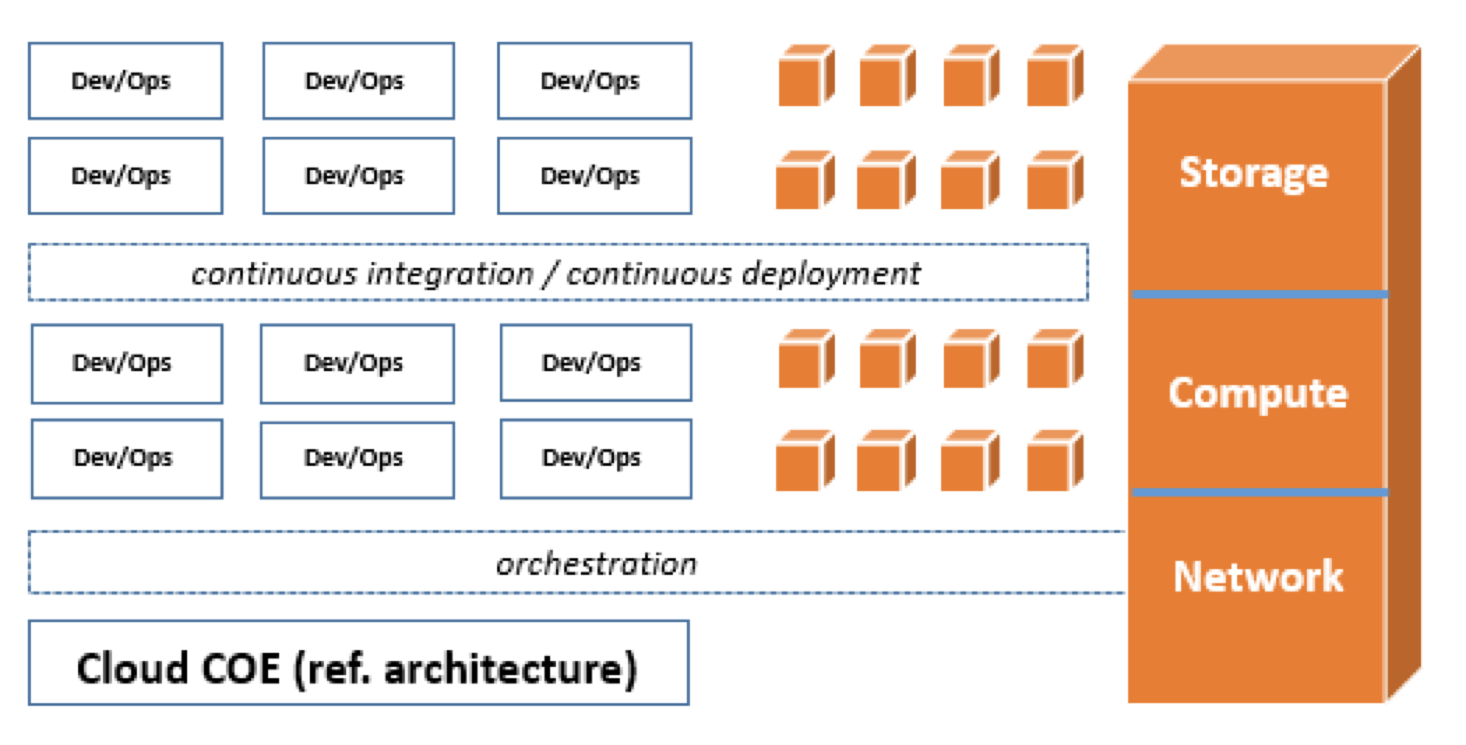 Dev/Ops
Dev/Ops
Dev/Ops
Dev/Ops
Dev/Ops
Dev/Ops
continuous integration / continuous deployment
Dev/Ops
Dev/Ops
Dev/Ops
Dev/Ops
Dev/Ops
Dev/Ops
orchestration
Cloud COE (ref. architecture)
Storage
Compute
Network